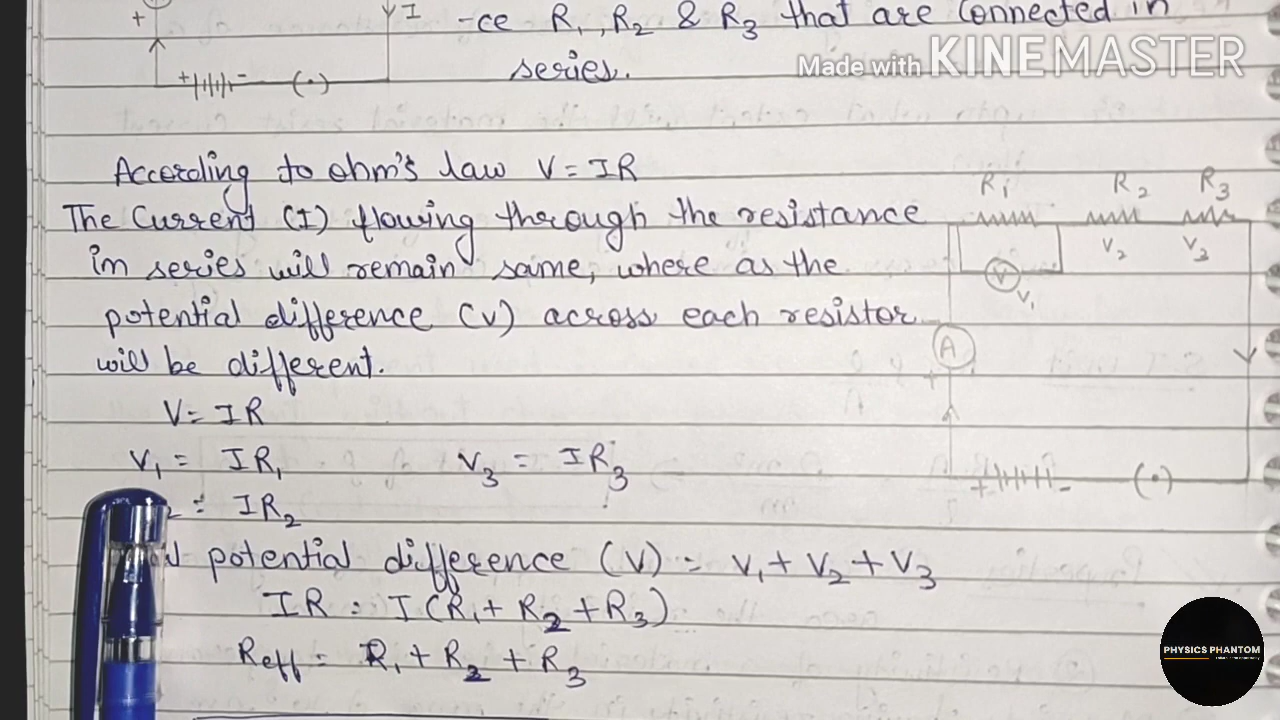 + I -ce R1, R2 & R3 that are connected in
series.
+ - (•)
Made with KINEMASTER
According to ohm's law V = IR
The Current (I) flowing through the resistance
in series will remain same, where as the
potential difference (V) across each resistor
will be different.
V = IR
V1 = IR1 V3 = IR3
2 = IR2
potential difference (V) = V1 + V2 + V3
IR = I (R1 + R2 + R3)
Reff = R1 + R2 + R3
R1 R2 R3
V2 V3
V V1
A
+
+ - (•)
PHYSICS PHANTOM